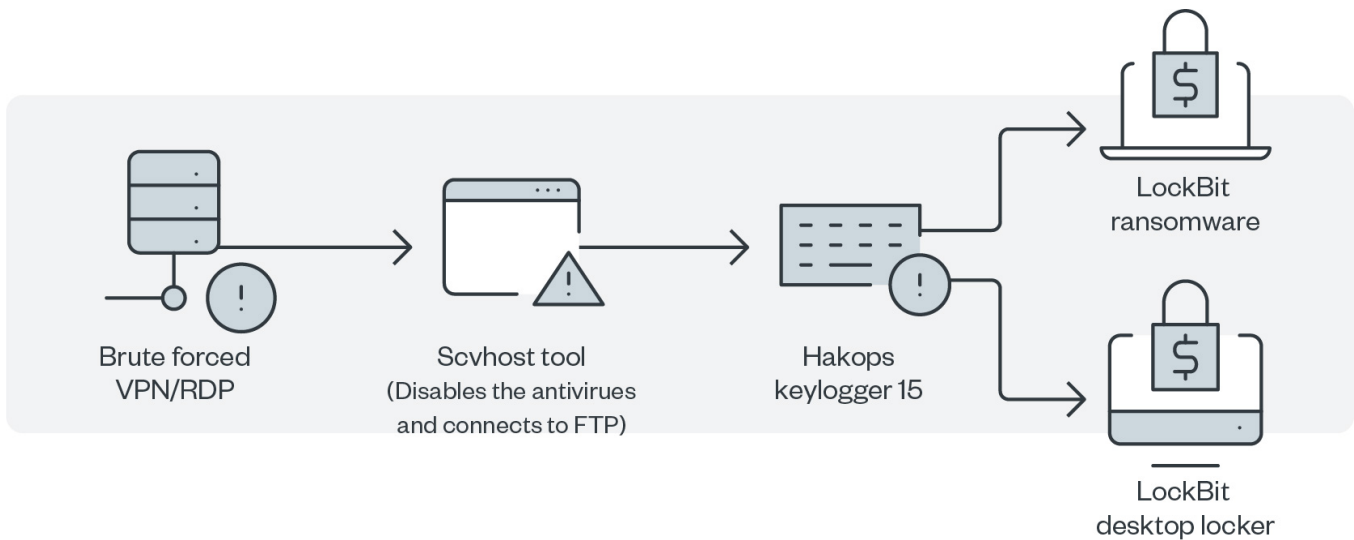 Brute forced
VPN/RDP
Scvhost tool
(Disables the antivirues
and connects to FTP)
Hakops
keylogger 15
$
LockBit
ransomware
$
LockBit
desktop locker